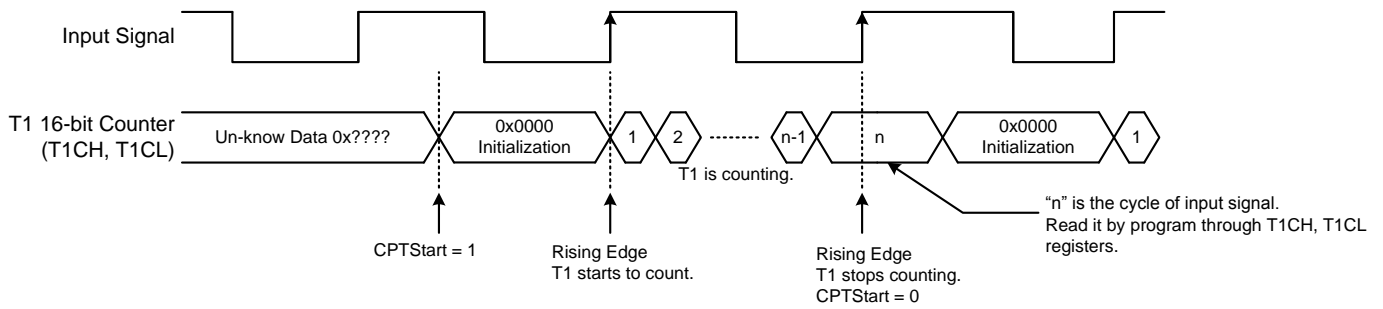 Input Signal
T1 16-bit Counter
(T1CH, T1CL)
Un-know Data 0x????
0x0000
Initialization
1
2
n-1
n
0x0000
Initialization
1
T1 is counting.
"n" is the cycle of input signal.
Read it by program through T1CH, T1CL
registers.
CPTStart = 1
Rising Edge
T1 starts to count.
Rising Edge
T1 stops counting.
CPTStart = 0